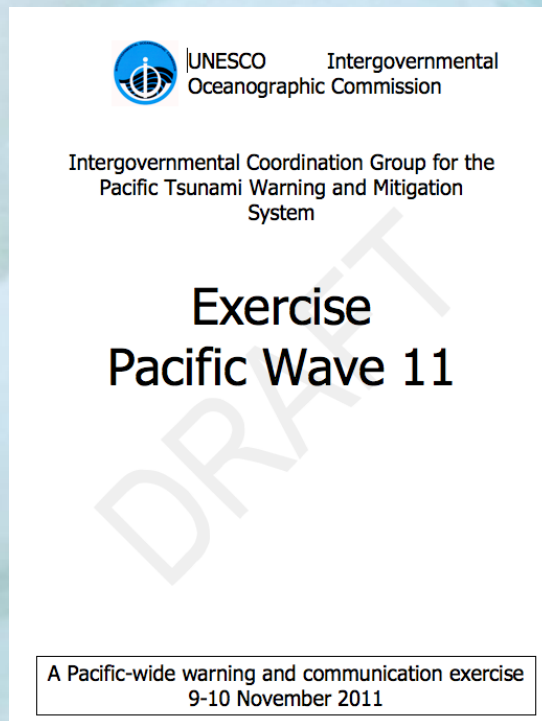 UNESCO Intergovernmental
Oceanographic Commission
Intergovernmental Coordination Group for the
Pacific Tsunami Warning and Mitigation
System
Exercise
Pacific Wave 11
DRAFT
A Pacific-wide warning and communication exercise
9-10 November 2011